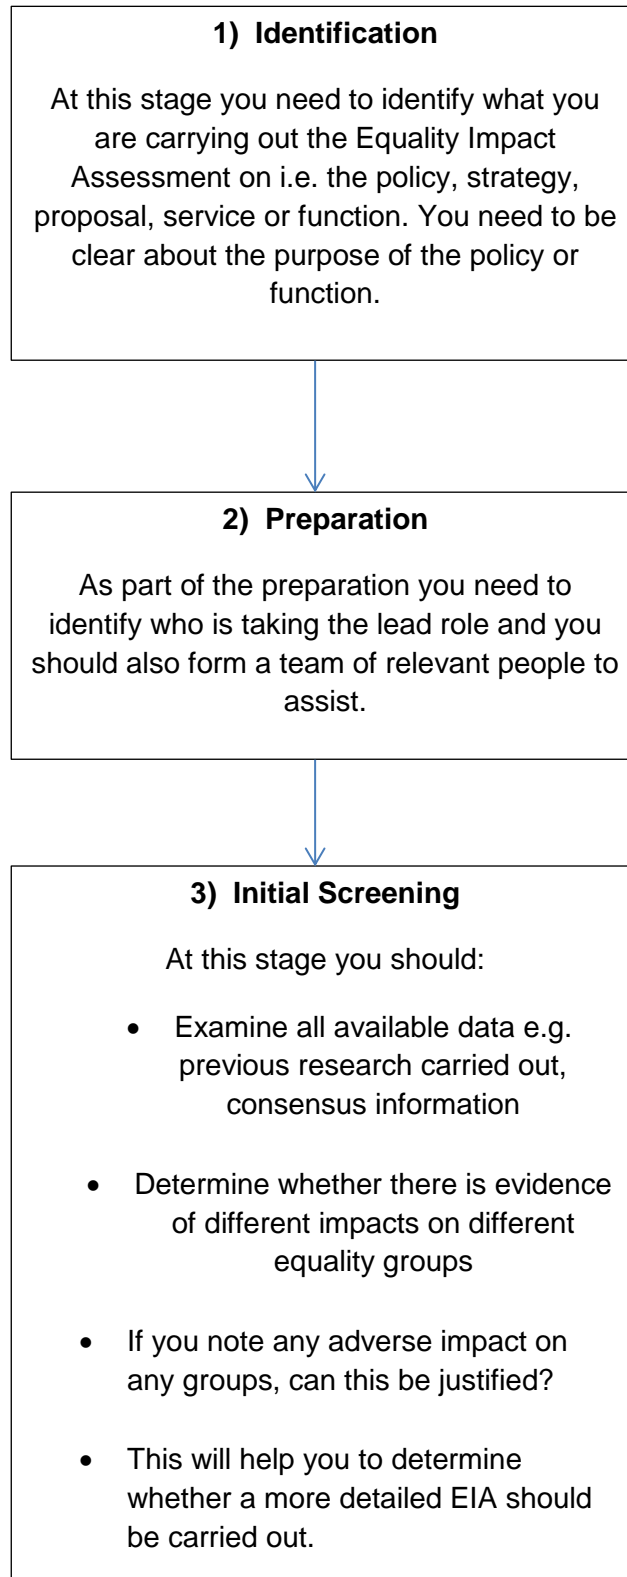 1) Identification
At this stage you need to identify what you
are carrying out the Equality Impact
Assessment on i.e. the policy, strategy,
proposal, service or function. You need to be
clear about the purpose of the policy or
function.
2) Preparation
As part of the preparation you need to
identify who is taking the lead role and you
should also form a team of relevant people to
assist.
3) Initial Screening
At this stage you should:
• Examine all available data e.g.
previous research carried out,
consensus information
• Determine whether there is evidence
of different impacts on different
equality groups
• If you note any adverse impact on
any groups, can this be justified?
• This will help you to determine
whether a more detailed EIA should
be carried out.